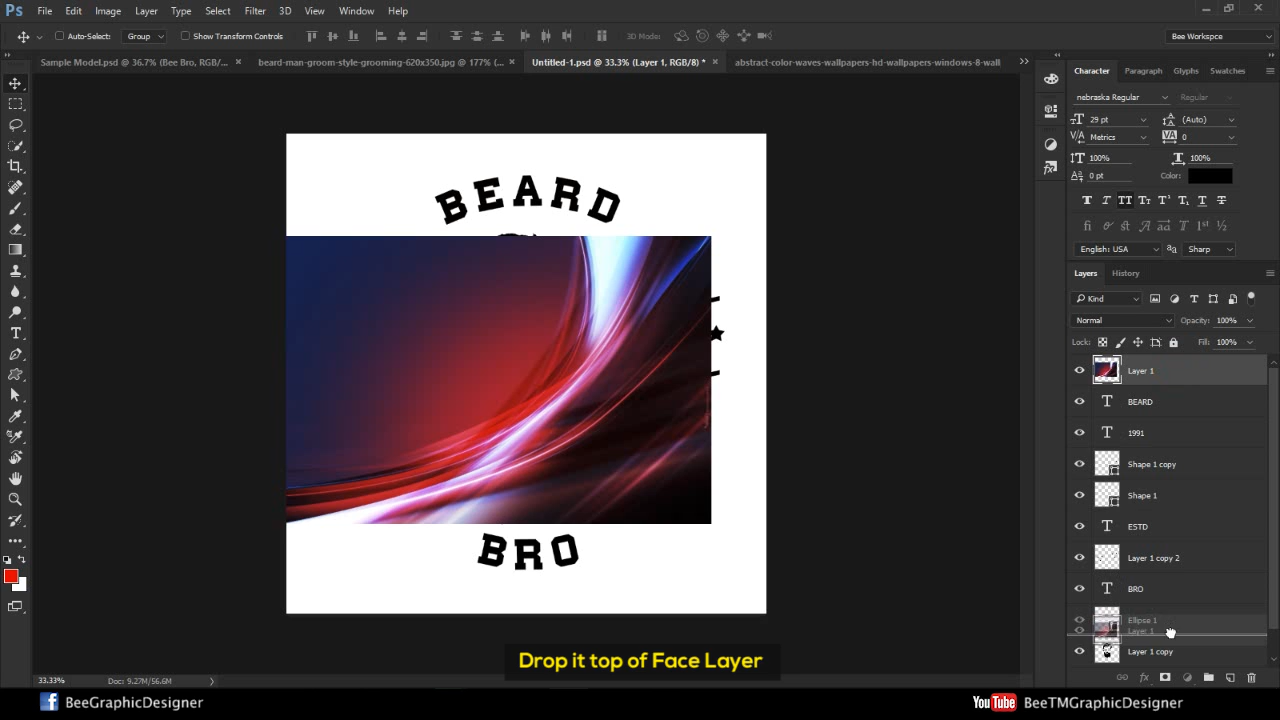 Ps File Edit Image Layer Type Select Filter 3D View Window Help
Auto-Select: Group Show Transform Controls 3D Mode: Bee Workspce
Sample Model.psd @ 36.7% (Bee Bro, RGB/... × beard-man-groom-style-grooming-620x350.jpg @ 177% (... × Untitled-1.psd @ 33.3% (Layer 1, RGB/8) * × abstract-color-waves-wallpapers-hd-wallpapers-windows-8-wall
Character Paragraph Glyphs Swatches
nebraska Regular Regular
29 pt (Auto)
Metrics 0
100% 100%
0 pt Color:
English: USA Sharp
Layers History
Kind
Normal Opacity: 100%
Lock: Fill: 100%
Layer 1
BEARD
1991
Shape 1 copy
Shape 1
ESTD
Layer 1 copy 2
BRO
Ellipse 1
Layer 1
Layer 1 copy
BEARD
BRO
Drop it top of Face Layer
33.33% Doc: 9.27M/56.6M
BeeGraphicDesigner
YouTube BeeTMGraphicDesigner